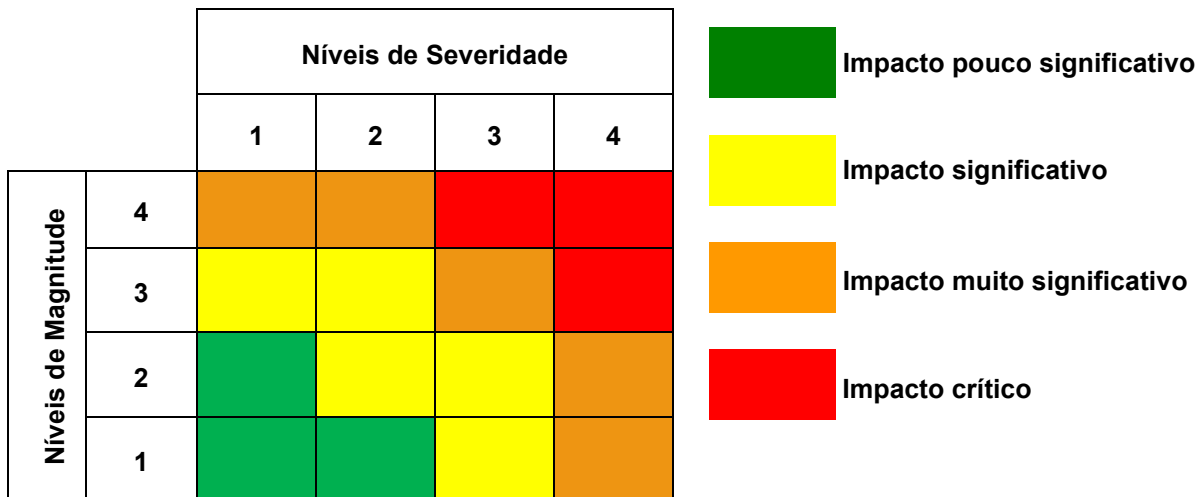 Níveis de Severidade
1 2 3 4
Níveis de Magnitude
4
3
2
1
Impacto pouco significativo
Impacto significativo
Impacto muito significativo
Impacto crítico